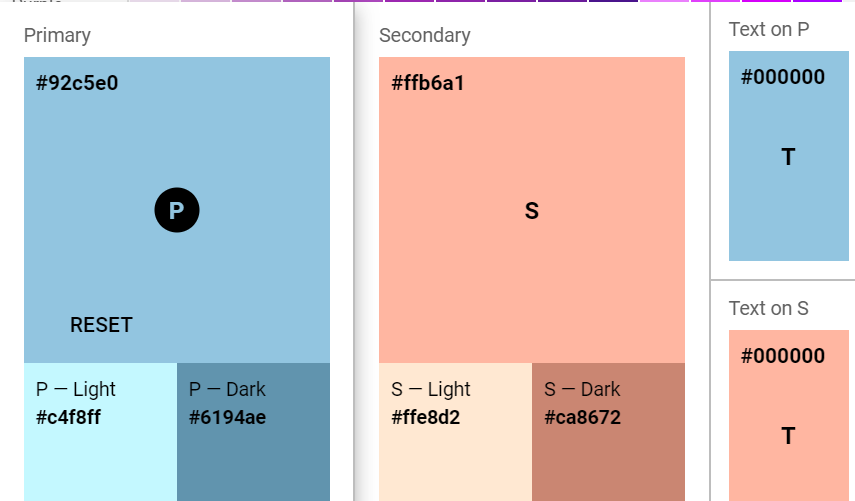 Primary
#92c5e0
P
RESET
P — Light
#c4f8ff
P — Dark
#6194ae
Secondary
#ffb6a1
S
S — Light
#ffe8d2
S — Dark
#ca8672
Text on P
#000000
T
Text on S
#000000
T